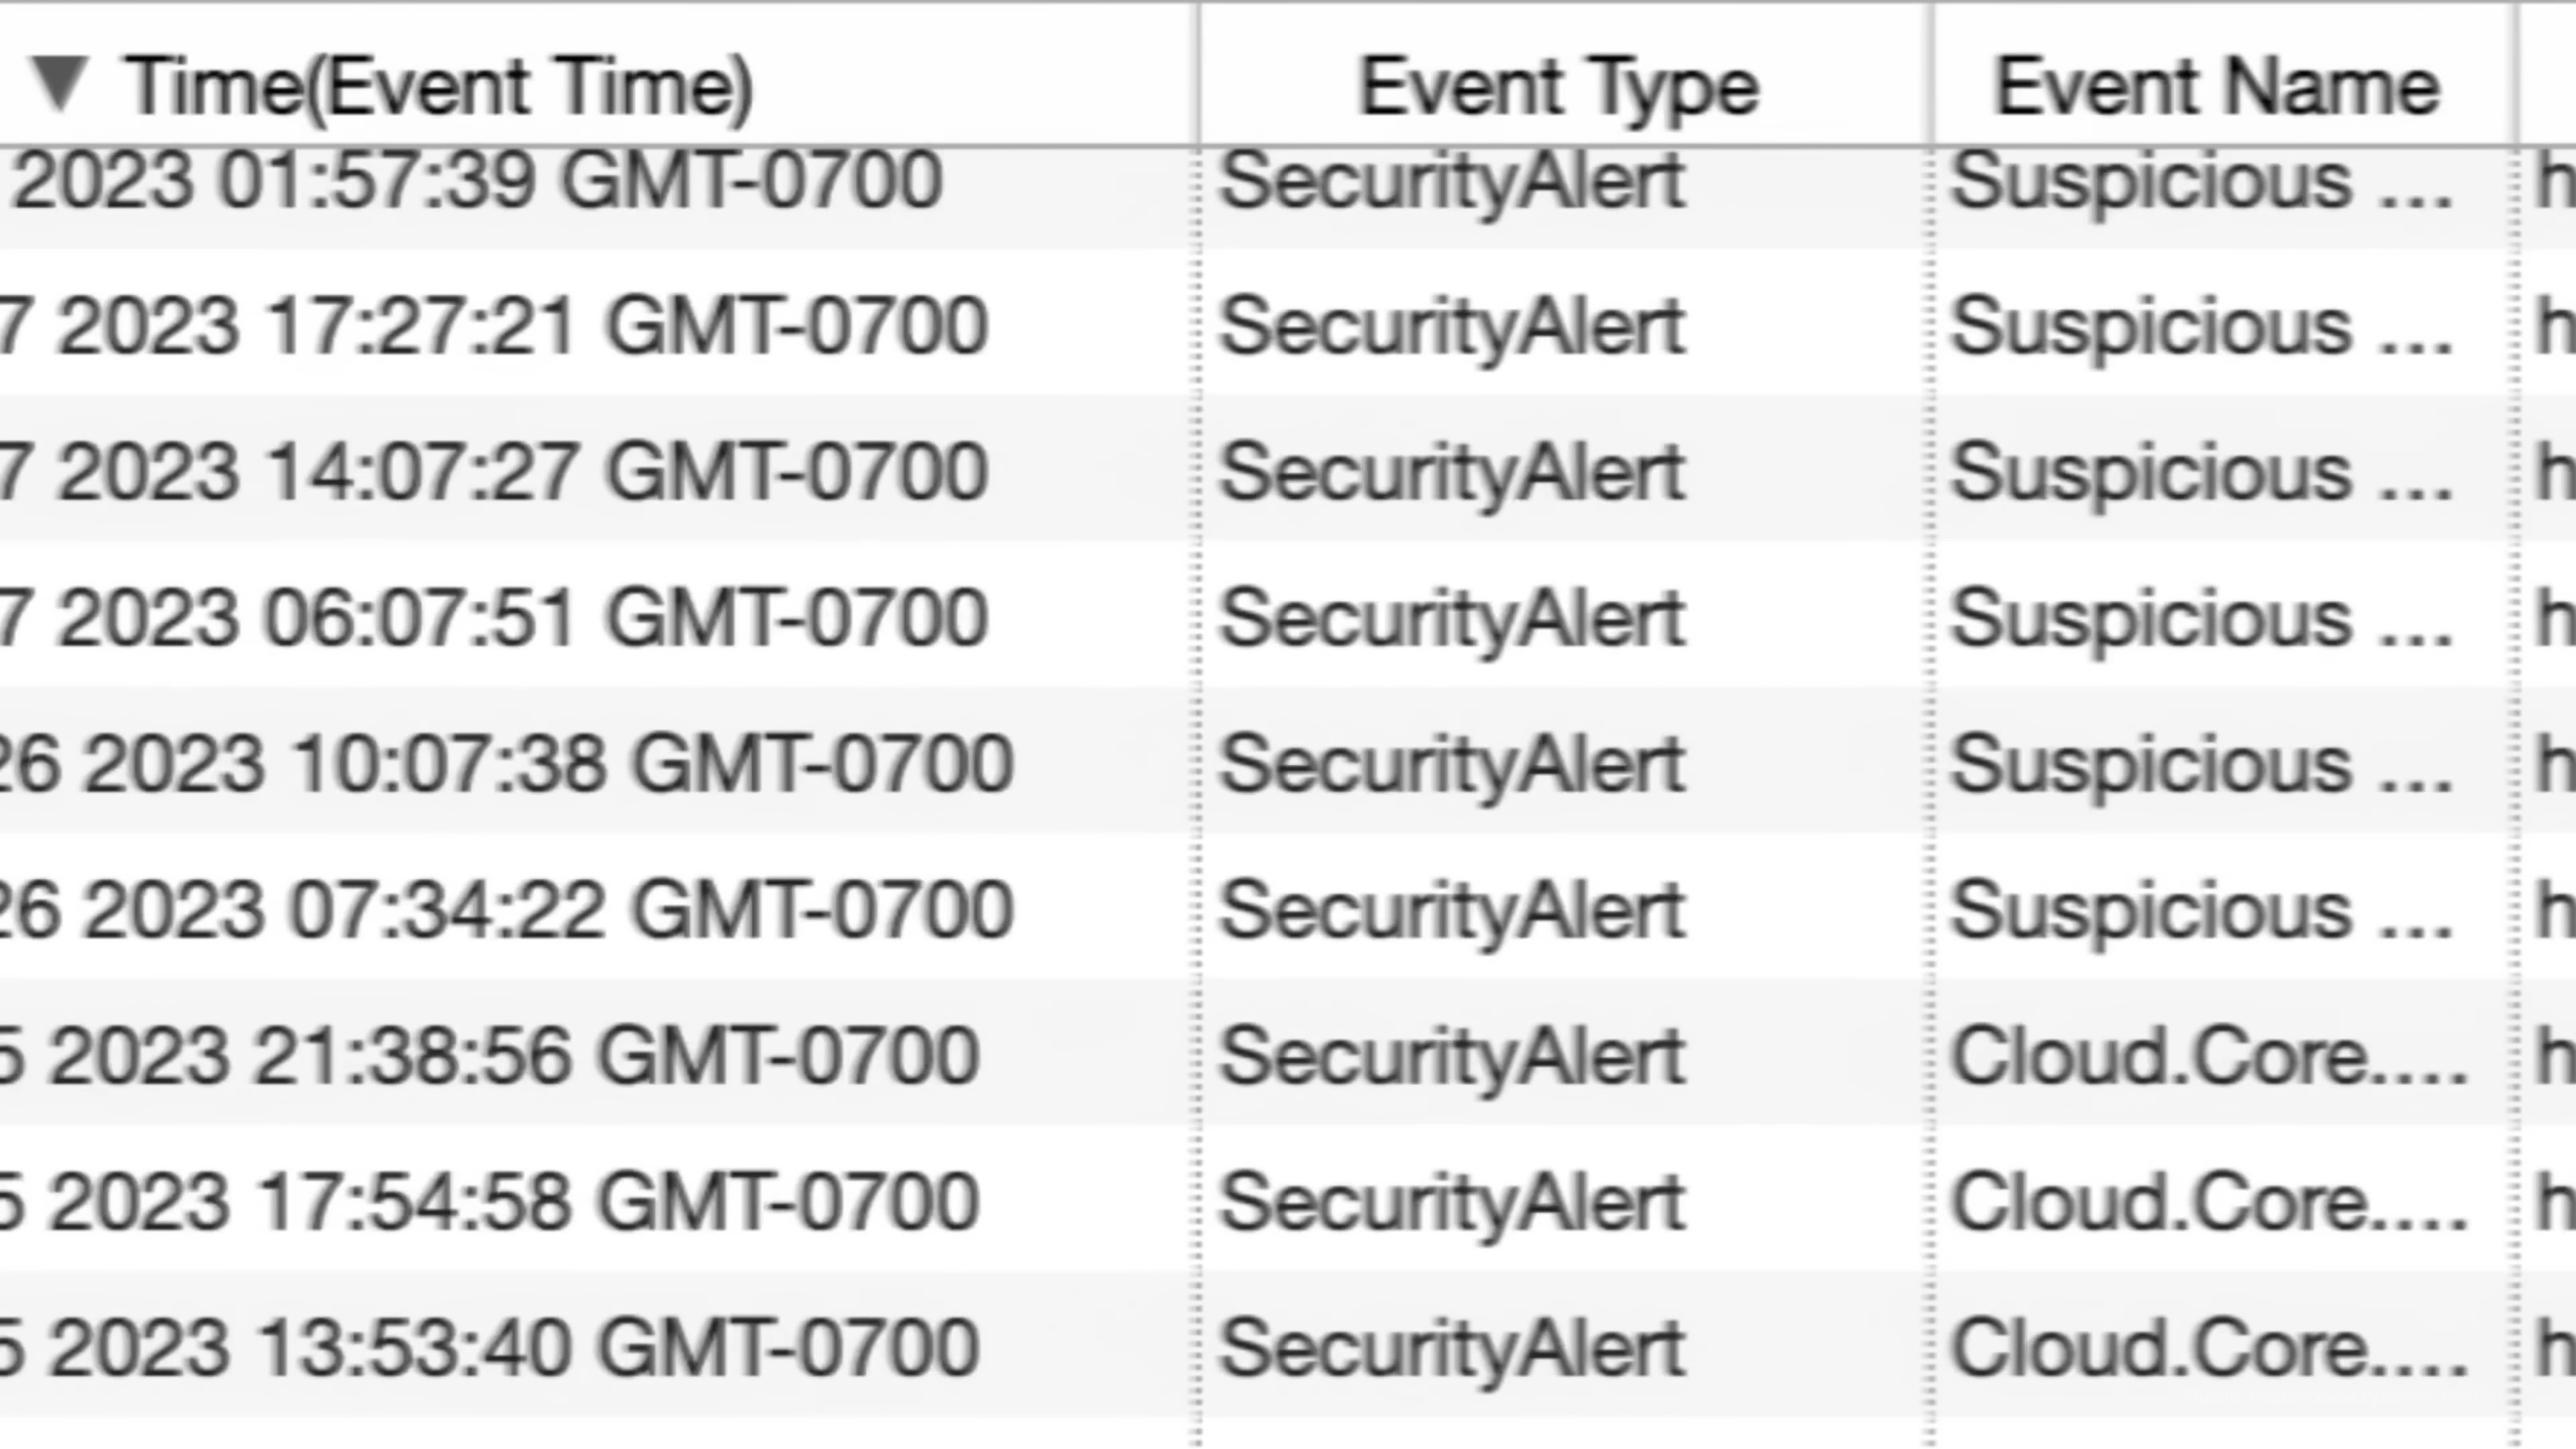 ▼ Time(Event Time) Event Type Event Name
2023 01:57:39 GMT-0700 SecurityAlert Suspicious ... h
7 2023 17:27:21 GMT-0700 SecurityAlert Suspicious ... h
7 2023 14:07:27 GMT-0700 SecurityAlert Suspicious ... h
7 2023 06:07:51 GMT-0700 SecurityAlert Suspicious ... h
26 2023 10:07:38 GMT-0700 SecurityAlert Suspicious ... h
26 2023 07:34:22 GMT-0700 SecurityAlert Suspicious ... h
5 2023 21:38:56 GMT-0700 SecurityAlert Cloud.Core.... h
5 2023 17:54:58 GMT-0700 SecurityAlert Cloud.Core.... h
5 2023 13:53:40 GMT-0700 SecurityAlert Cloud.Core.... h